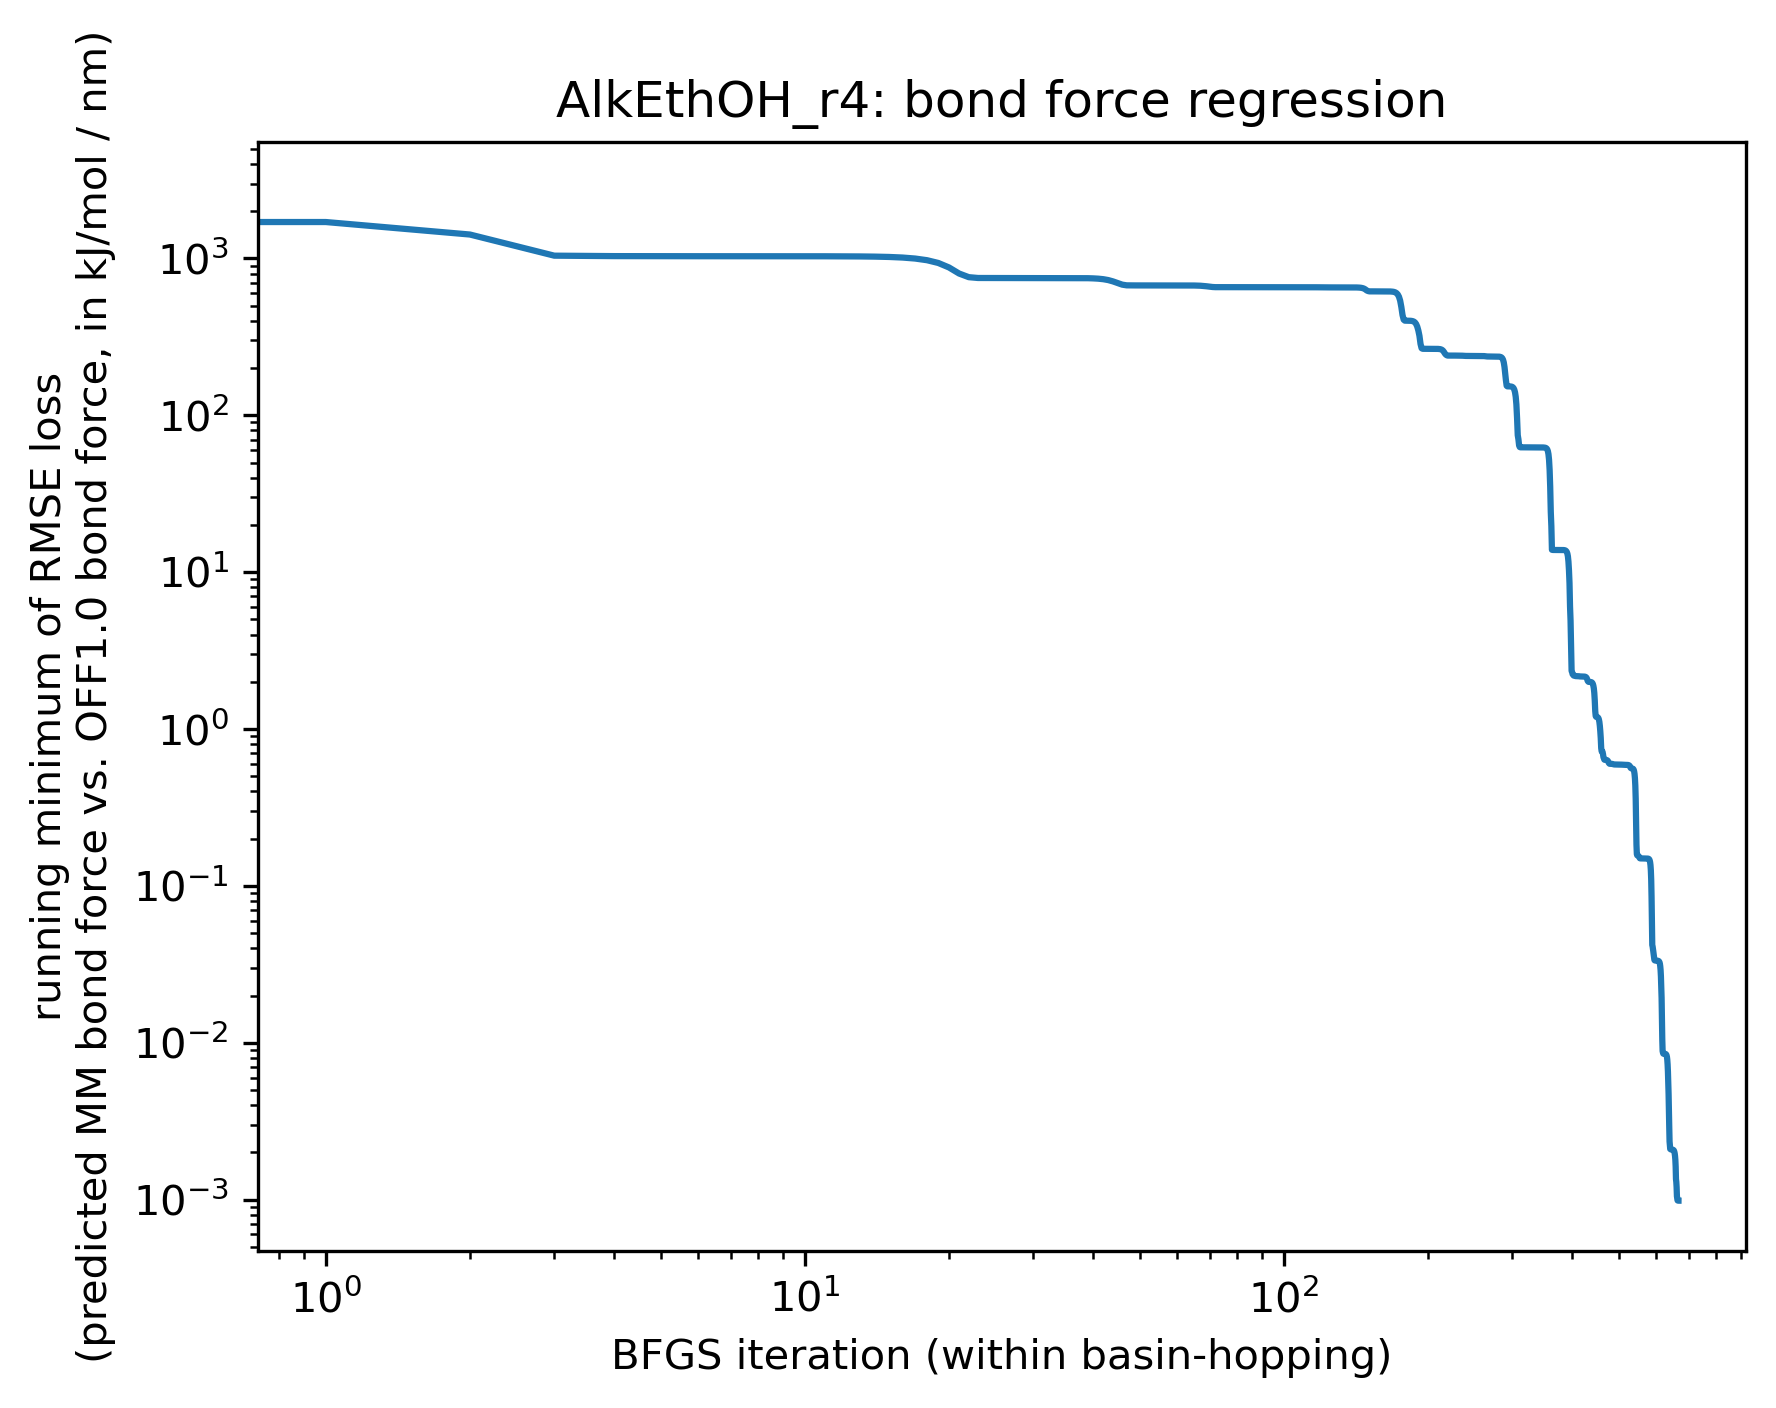 AlkEthOH_r4: bond force regression
running minimum of RMSE loss
(predicted MM bond force vs. OFF1.0 bond force, in kJ/mol / nm)
10³
10²
10¹
10⁰
10⁻¹
10⁻²
10⁻³
10⁰ 10¹ 10²
BFGS iteration (within basin-hopping)